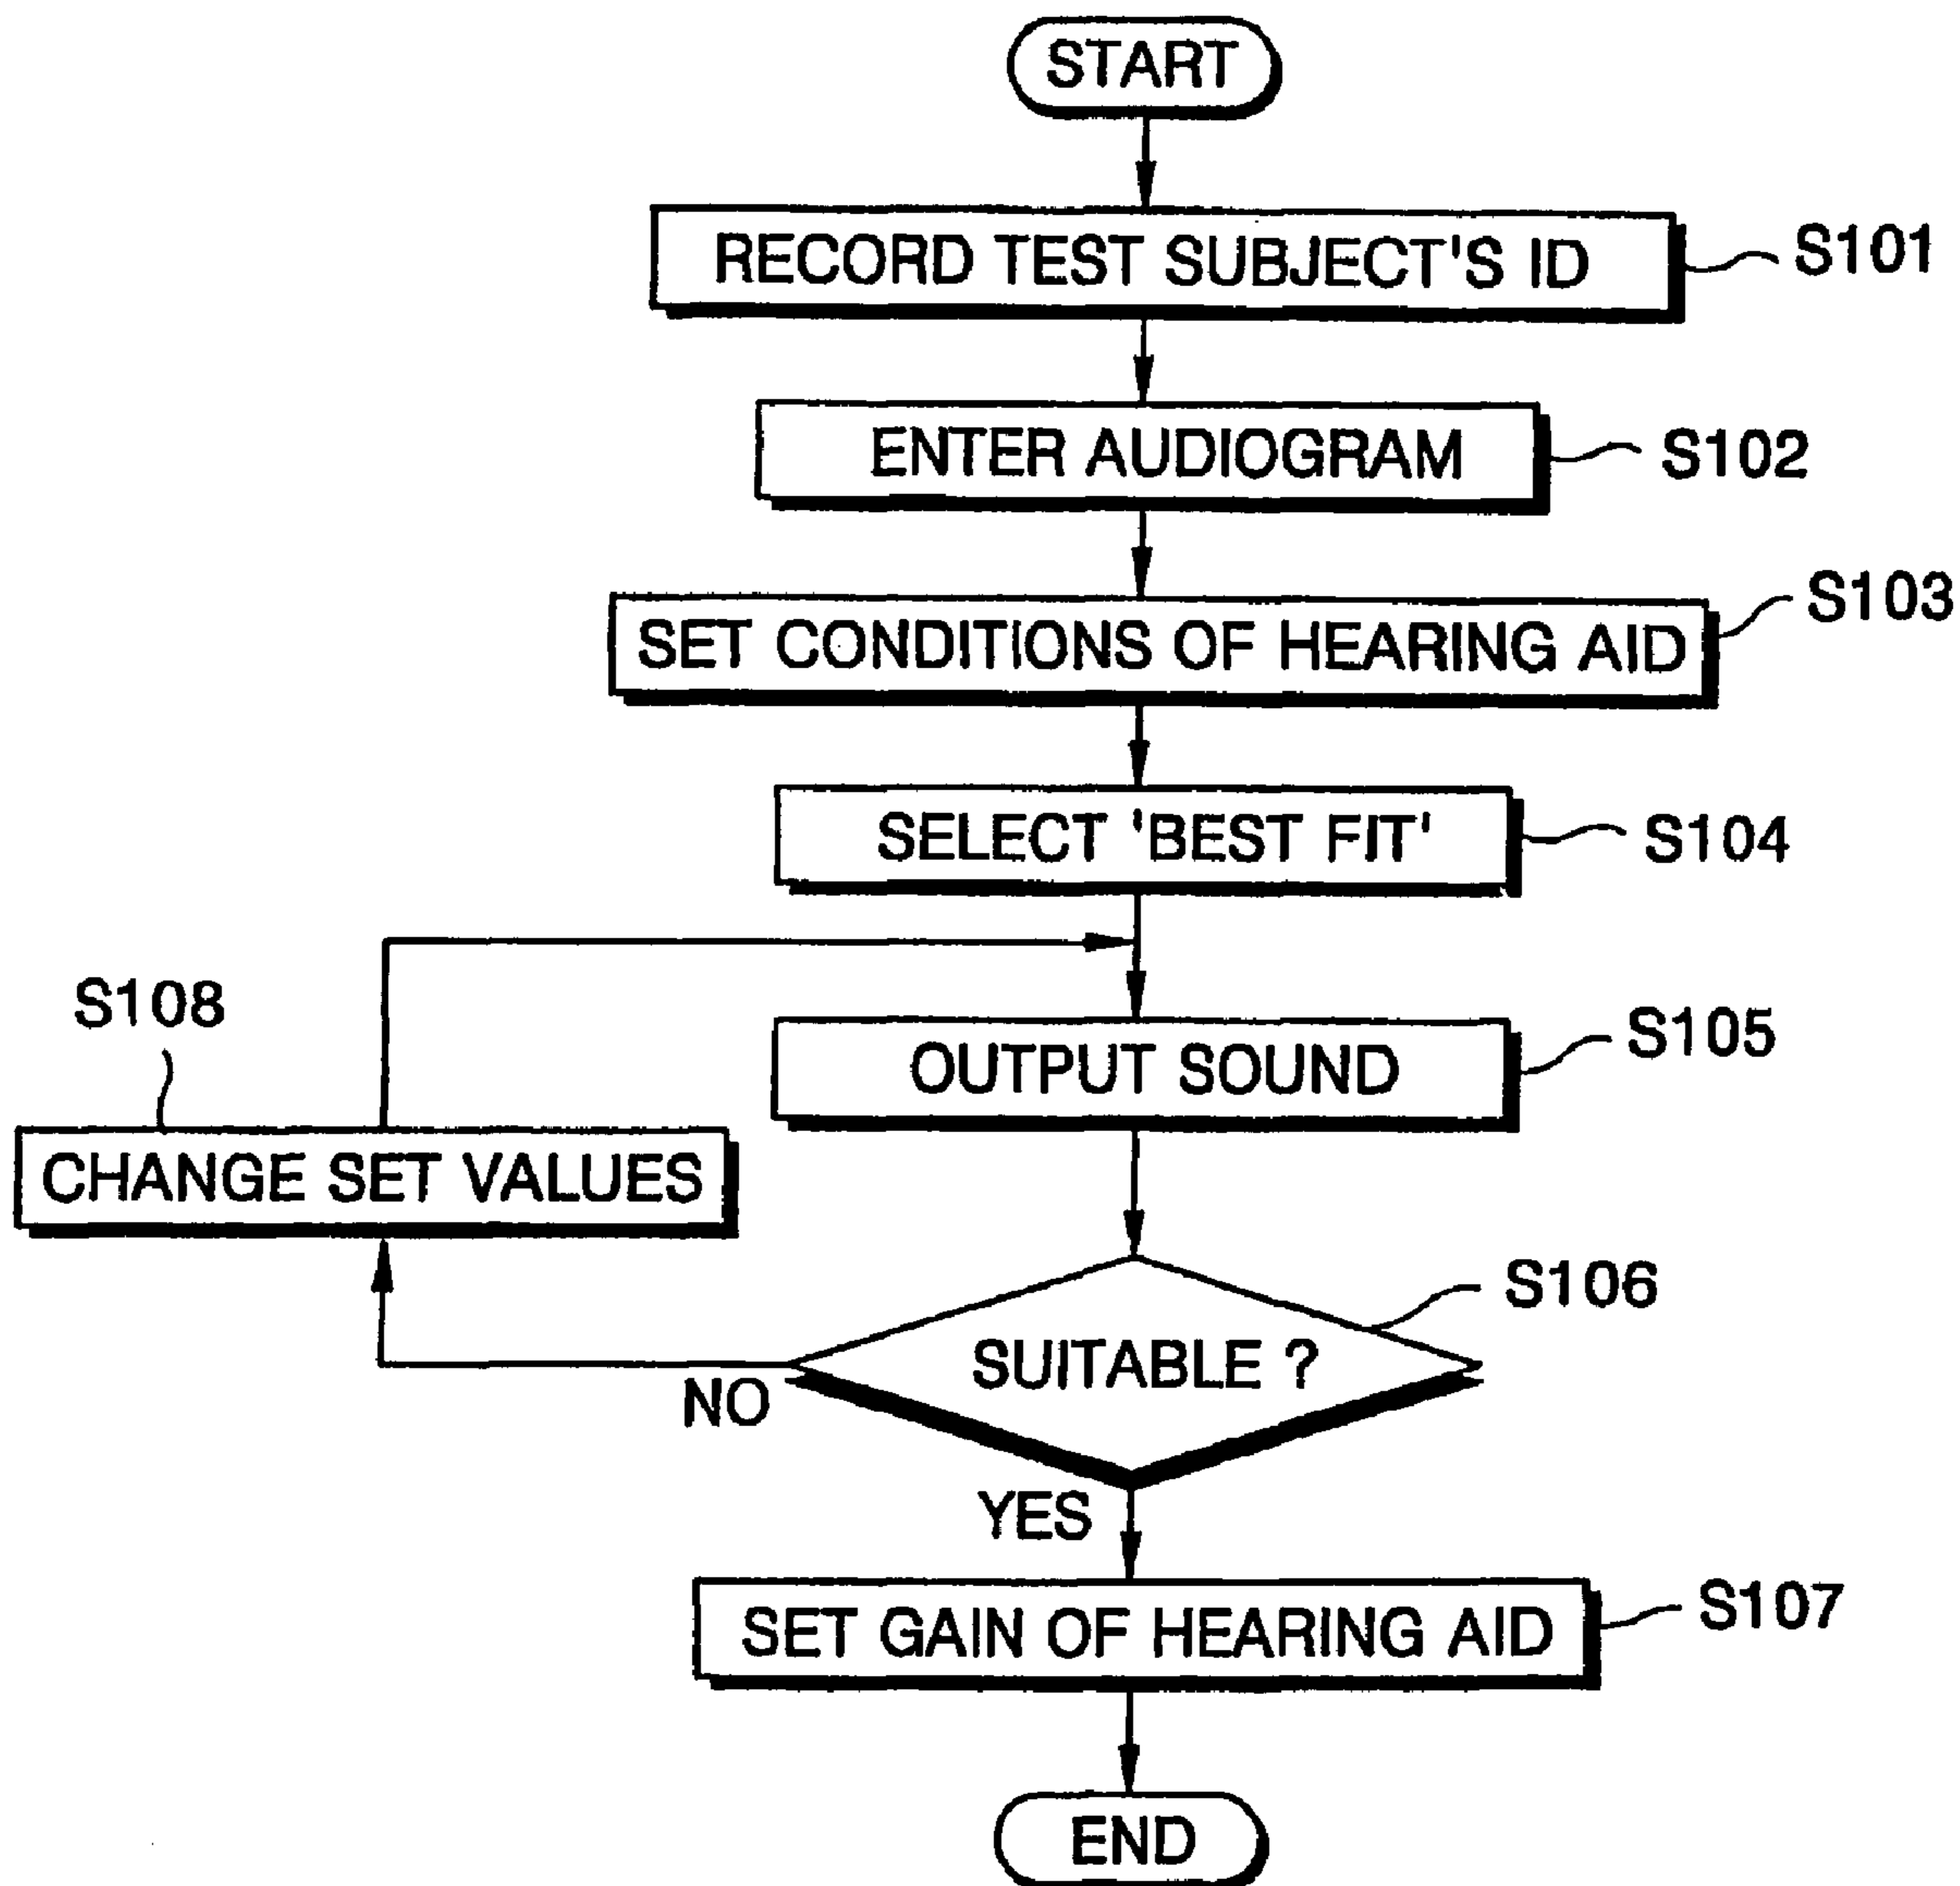 START
RECORD TEST SUBJECT'S ID
S101
ENTER AUDIOGRAM
S102
SET CONDITIONS OF HEARING AID
S103
SELECT 'BEST FIT'
S104
S108
OUTPUT SOUND
S105
CHANGE SET VALUES
SUITABLE ?
S106
NO
YES
SET GAIN OF HEARING AID
S107
END